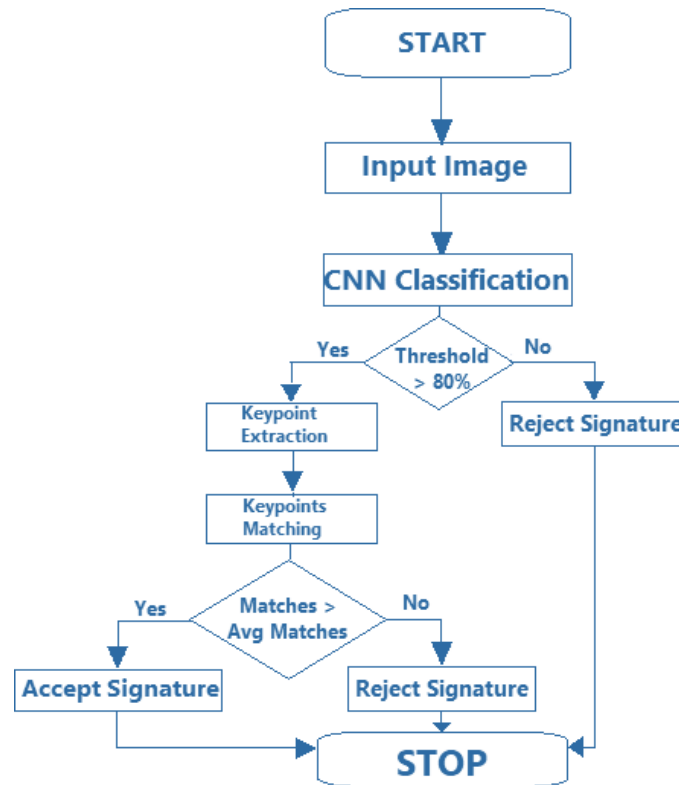 START
Input Image
CNN Classification
Yes
Threshold
> 80%
No
Keypoint
Extraction
Reject Signature
Keypoints
Matching
Yes
Matches >
Avg Matches
No
Accept Signature
Reject Signature
STOP